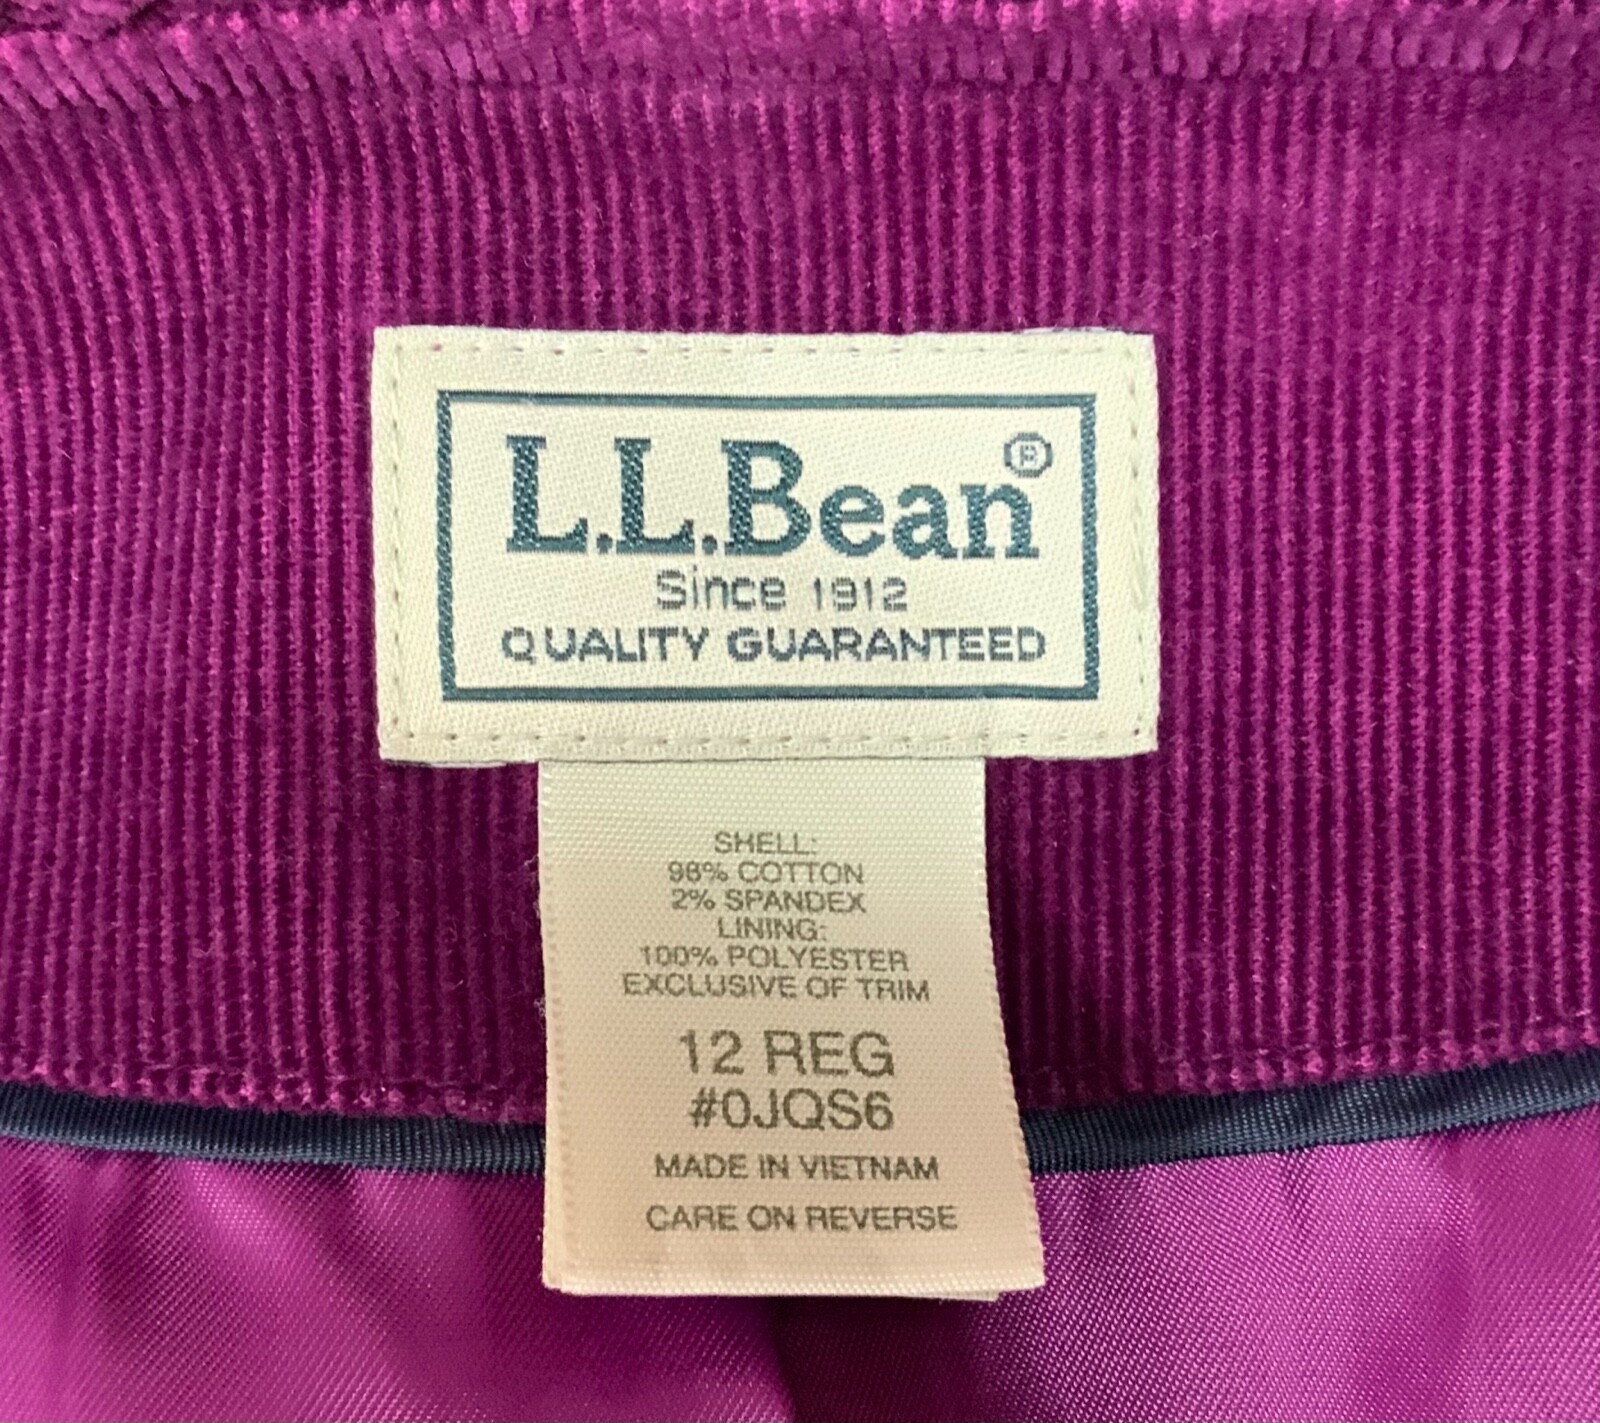 L.L.Bean®
Since 1912
QUALITY GUARANTEED
SHELL:
98% COTTON
2% SPANDEX
LINING:
100% POLYESTER
EXCLUSIVE OF TRIM
12 REG
#0JQS6
MADE IN VIETNAM
CARE ON REVERSE